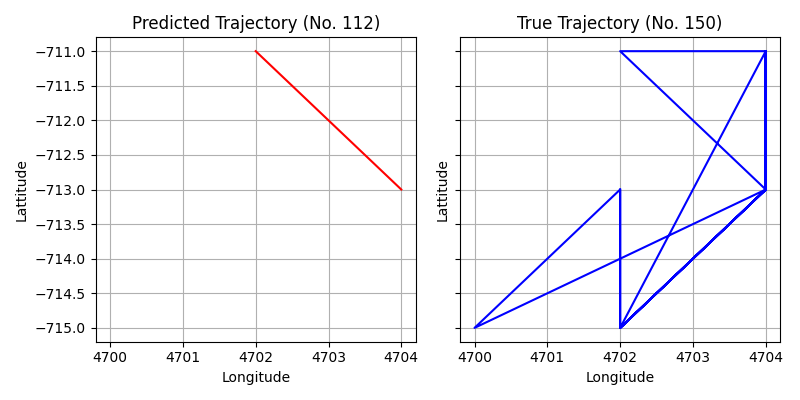 Predicted Trajectory (No. 112)
−711.0
−711.5
−712.0
−712.5
−713.0
−713.5
−714.0
−714.5
−715.0
Lattitude
4700 4701 4702 4703 4704
Longitude
True Trajectory (No. 150)
Lattitude
4700 4701 4702 4703 4704
Longitude